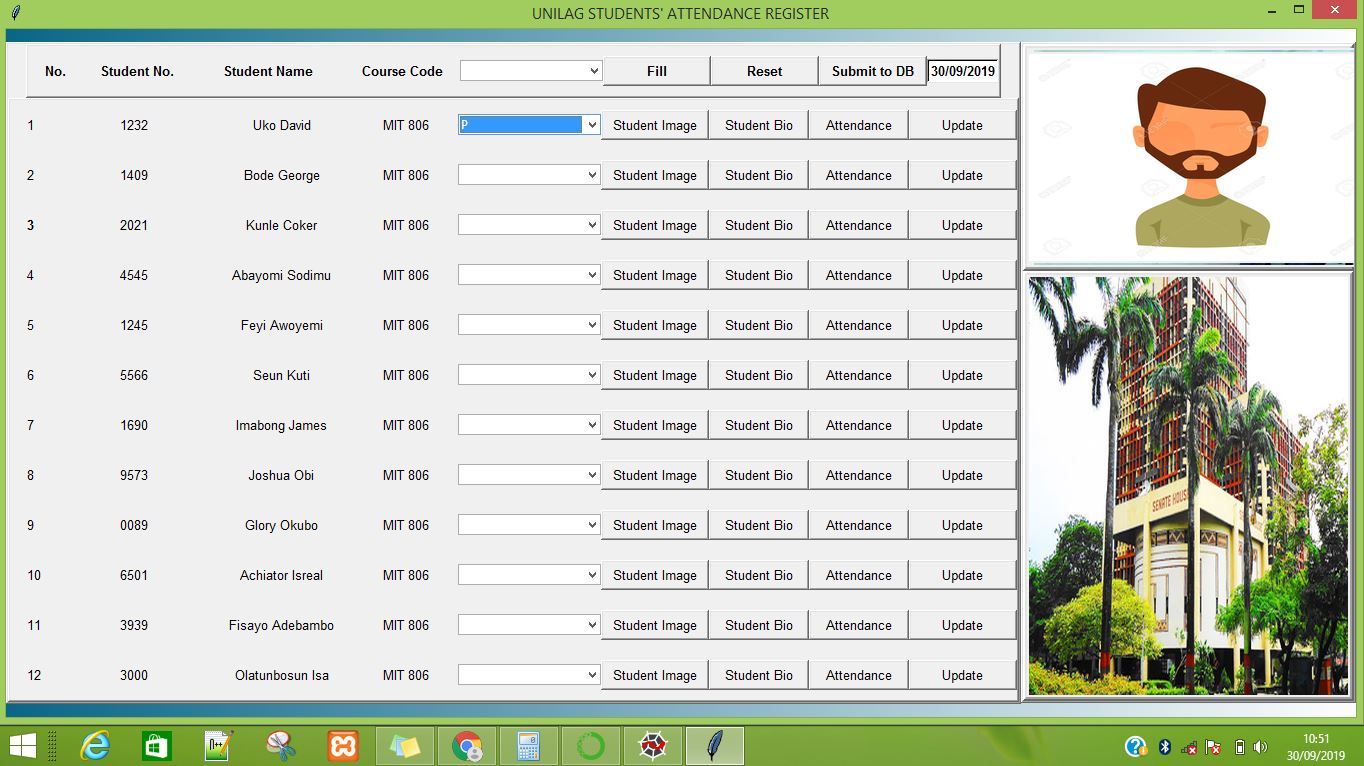 UNILAG STUDENTS' ATTENDANCE REGISTER
No. Student No. Student Name Course Code Fill Reset Submit to DB 30/09/2019
1 1232 Uko David MIT 806 P Student Image Student Bio Attendance Update
2 1409 Bode George MIT 806 Student Image Student Bio Attendance Update
3 2021 Kunle Coker MIT 806 Student Image Student Bio Attendance Update
4 4545 Abayomi Sodimu MIT 806 Student Image Student Bio Attendance Update
5 1245 Feyi Awoyemi MIT 806 Student Image Student Bio Attendance Update
6 5566 Seun Kuti MIT 806 Student Image Student Bio Attendance Update
7 1690 Imabong James MIT 806 Student Image Student Bio Attendance Update
8 9573 Joshua Obi MIT 806 Student Image Student Bio Attendance Update
9 0089 Glory Okubo MIT 806 Student Image Student Bio Attendance Update
10 6501 Achiator Isreal MIT 806 Student Image Student Bio Attendance Update
11 3939 Fisayo Adebambo MIT 806 Student Image Student Bio Attendance Update
12 3000 Olatunbosun Isa MIT 806 Student Image Student Bio Attendance Update
SENATE HOUSE
10:51
30/09/2019